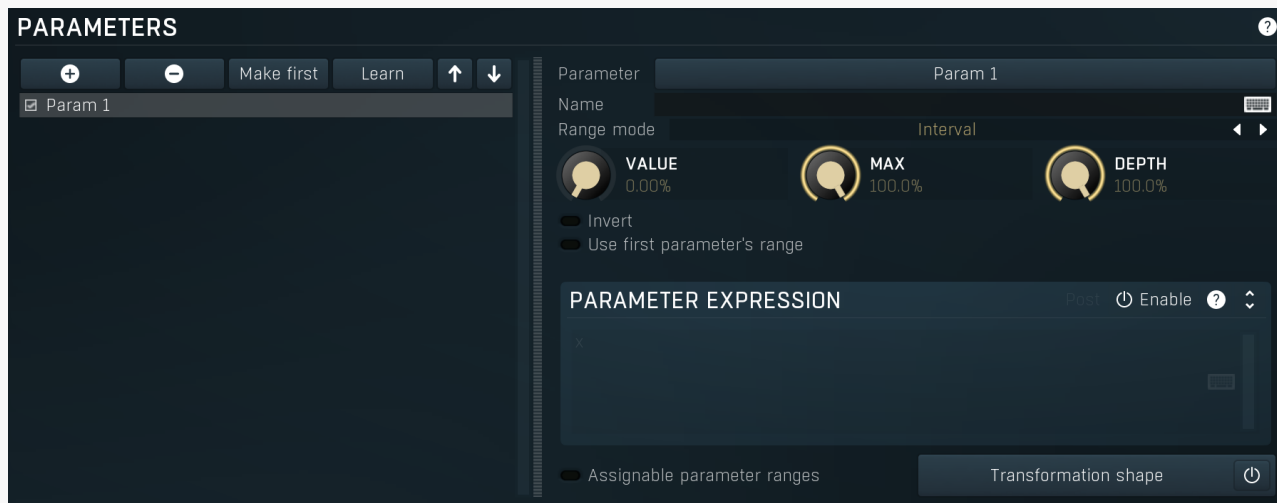 PARAMETERS
?
Make first Learn
Param 1
Parameter Param 1
Name
Range mode Interval
VALUE MAX DEPTH
0.00% 100.0% 100.0%
Invert
Use first parameter's range
PARAMETER EXPRESSION Post Enable ?
x
Assignable parameter ranges Transformation shape